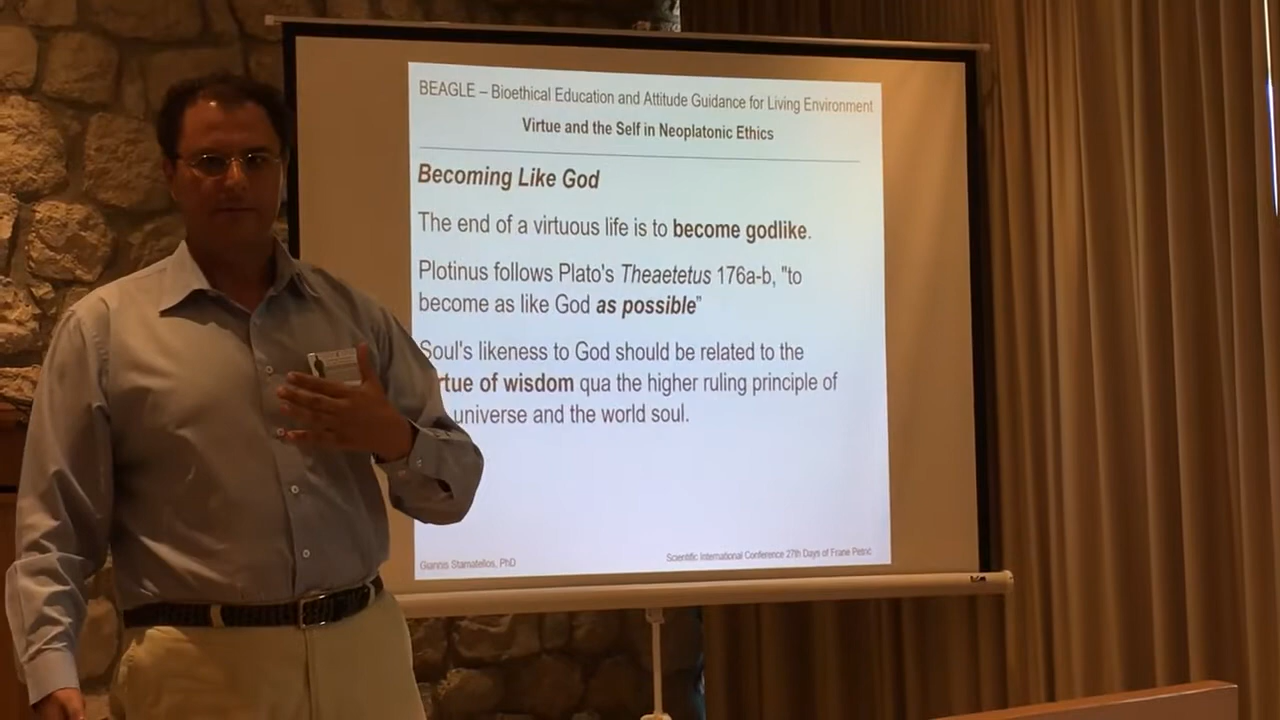 BEAGLE – Bioethical Education and Attitude Guidance for Living Environment
Virtue and the Self in Neoplatonic Ethics
Becoming Like God
The end of a virtuous life is to become godlike.
Plotinus follows Plato's Theaetetus 176a-b, "to
become as like God as possible”
Soul's likeness to God should be related to the
rtue of wisdom qua the higher ruling principle of
universe and the world soul.
Giannis Stamatellos, PhD
Scientific International Conference 27th Days of Frane Petrić